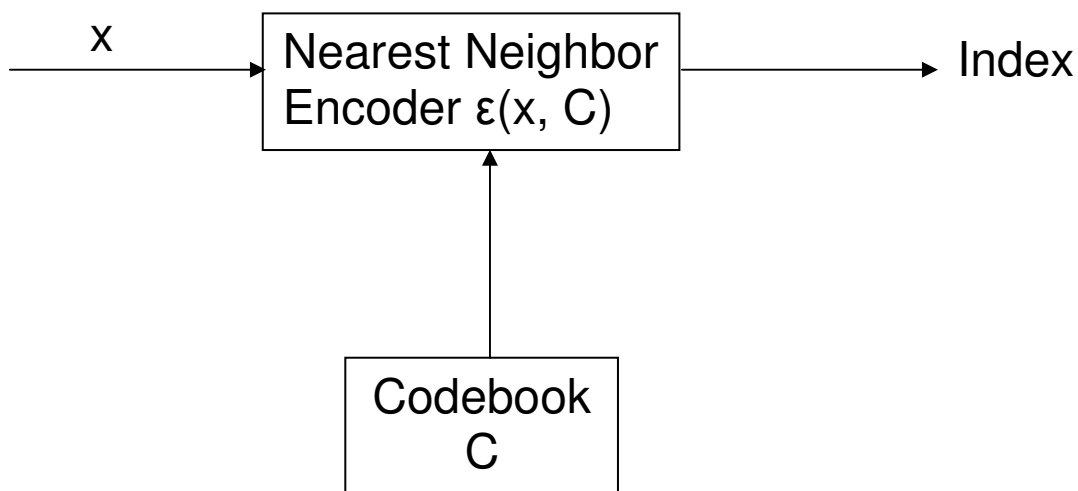 x
Nearest Neighbor
Encoder ε(x, C)
Index
Codebook
C